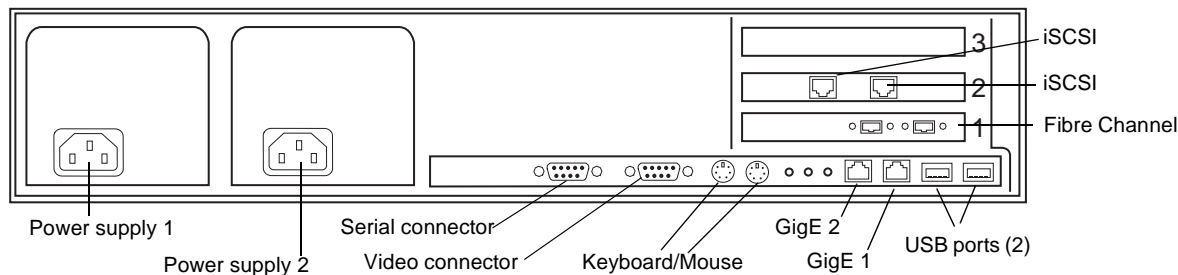 3
iSCSI
2
iSCSI
1
Fibre Channel
Power supply 1
Serial connector
GigE 2
USB ports (2)
Power supply 2
Video connector
Keyboard/Mouse
GigE 1